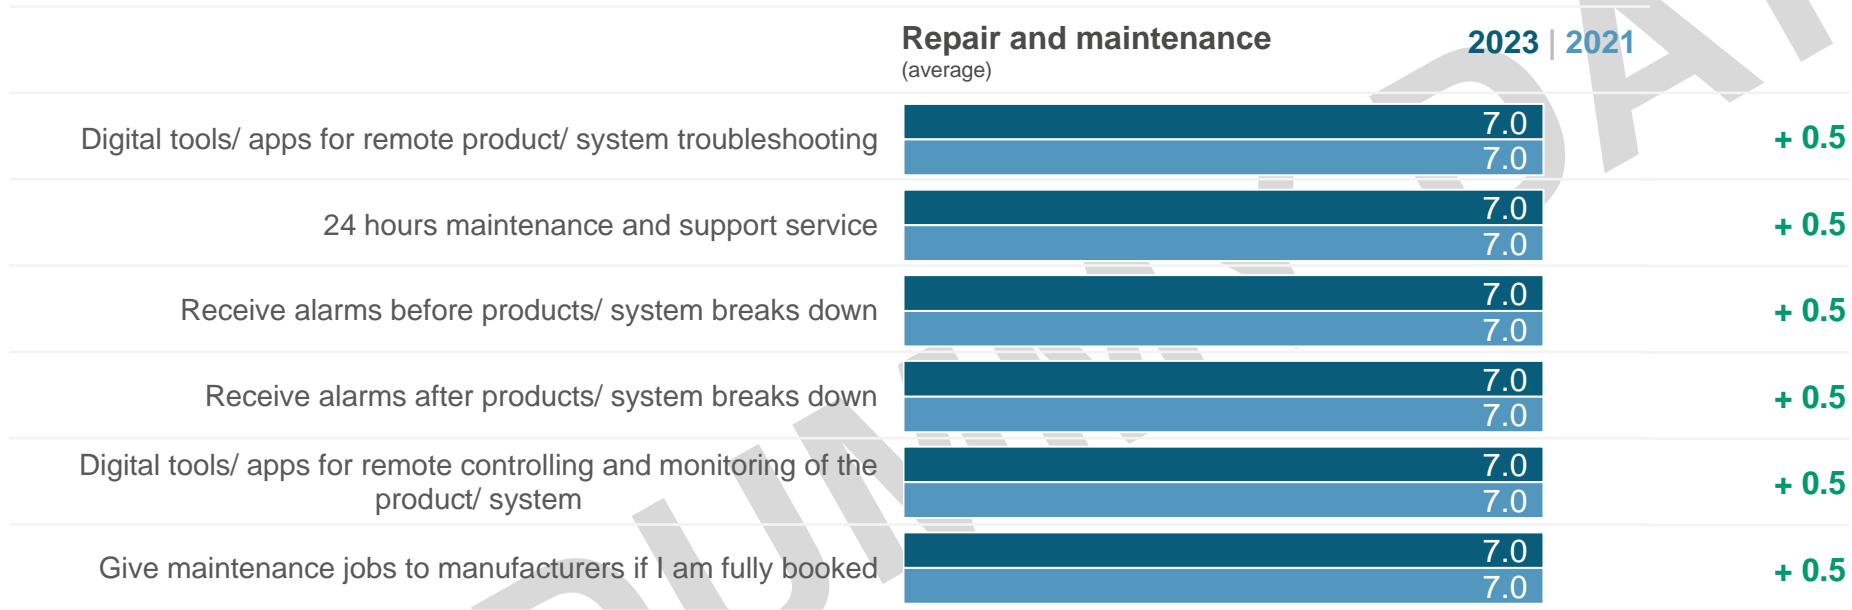 Repair and maintenance
2023 | 2021
(average)
Digital tools/ apps for remote product/ system troubleshooting
7.0
7.0
+ 0.5
24 hours maintenance and support service
7.0
7.0
+ 0.5
Receive alarms before products/ system breaks down
7.0
7.0
+ 0.5
Receive alarms after products/ system breaks down
7.0
7.0
+ 0.5
Digital tools/ apps for remote controlling and monitoring of the
product/ system
7.0
7.0
+ 0.5
Give maintenance jobs to manufacturers if I am fully booked
7.0
7.0
+ 0.5